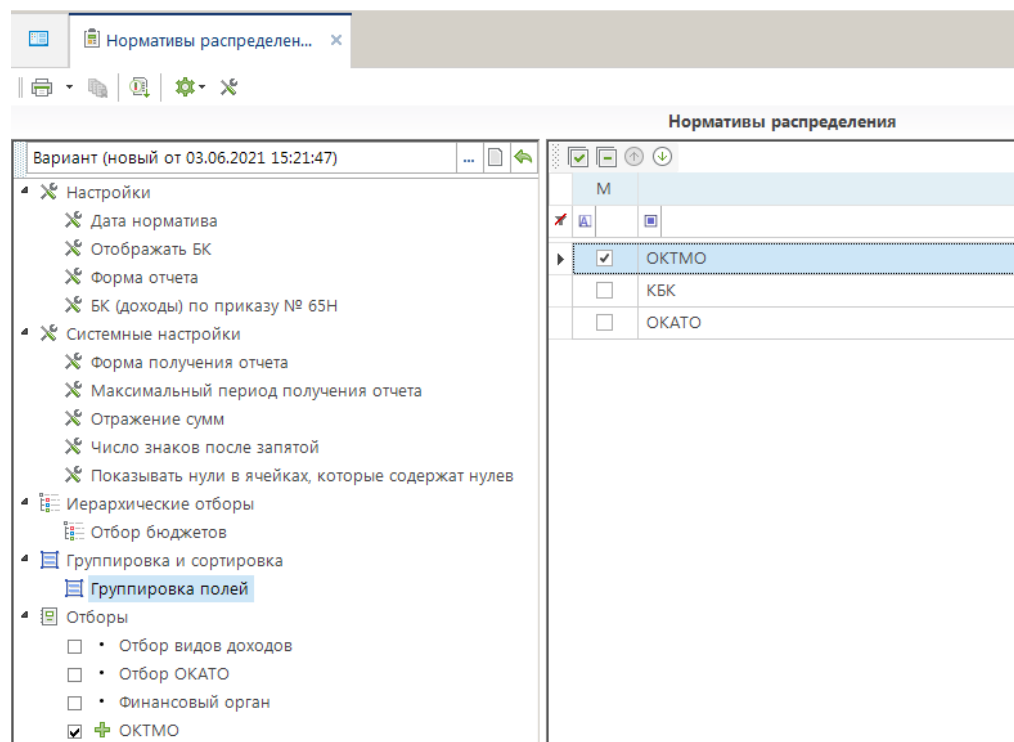 Нормативы распределен...
Нормативы распределения
Вариант (новый от 03.06.2021 15:21:47)
...
Настройки
Дата норматива
Отображать БК
Форма отчета
БК (доходы) по приказу № 65Н
Системные настройки
Форма получения отчета
Максимальный период получения отчета
Отражение сумм
Число знаков после запятой
Показывать нули в ячейках, которые содержат нулев
Иерархические отборы
Отбор бюджетов
Группировка и сортировка
Группировка полей
Отборы
Отбор видов доходов
Отбор ОКАТО
Финансовый орган
ОКТМО
М
ОКТМО
КБК
ОКАТО